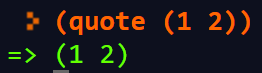 (quote (1 2))
=> (1 2)